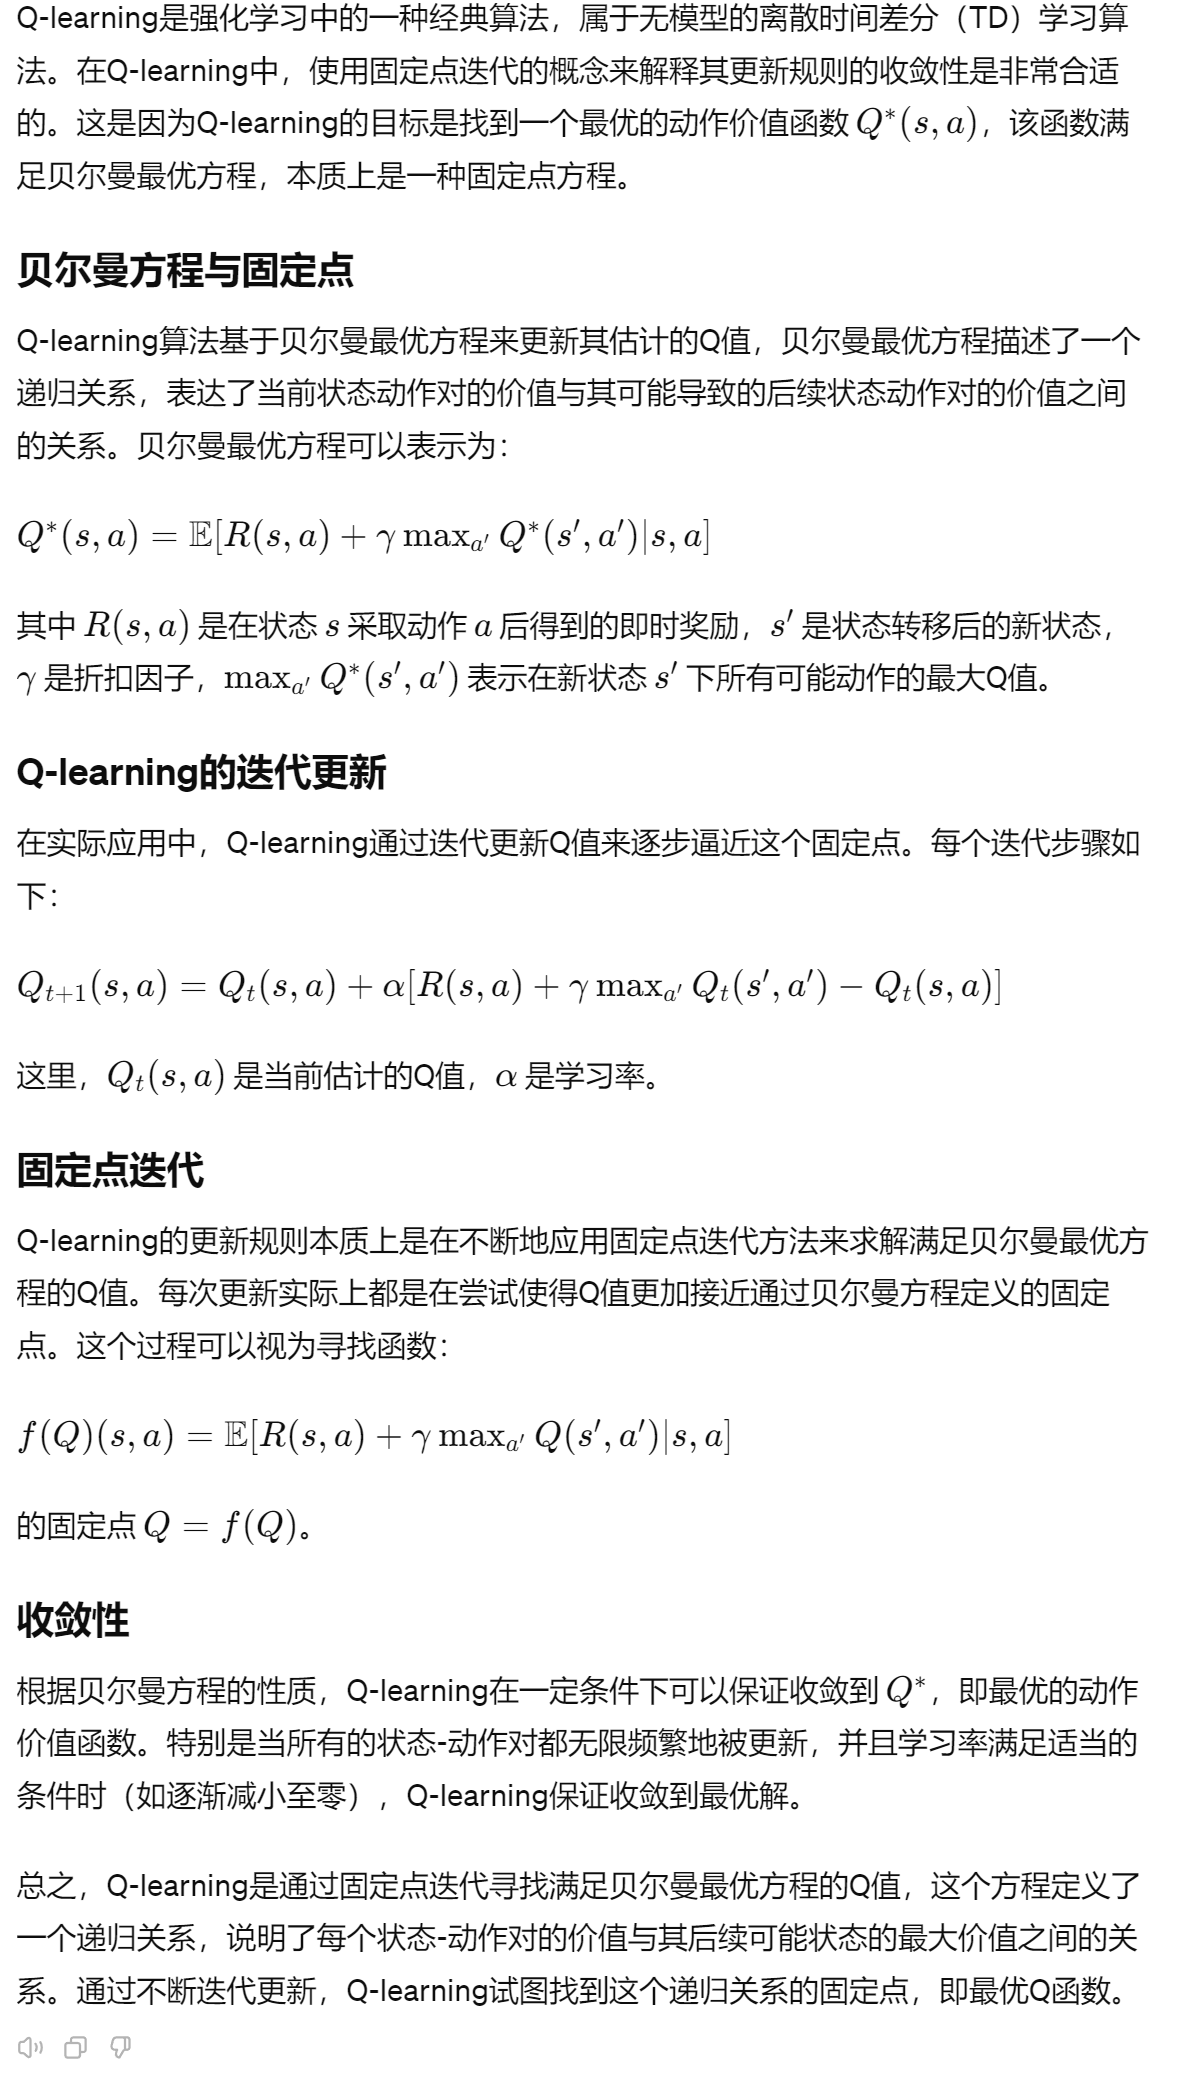 Q-learning是强化学习中的一种经典算法，属于无模型的离散时间差分（TD）学习算
法。在Q-learning中，使用固定点迭代的概念来解释其更新规则的收敛性是非常合适
的。这是因为Q-learning的目标是找到一个最优的动作价值函数 Q*(s, a)，该函数满
足贝尔曼最优方程，本质上是一种固定点方程。
贝尔曼方程与固定点
Q-learning算法基于贝尔曼最优方程来更新其估计的Q值，贝尔曼最优方程描述了一个
递归关系，表达了当前状态动作对的价值与其可能导致的后续状态动作对的价值之间
的关系。贝尔曼最优方程可以表示为：
Q*(s, a) = 𝔼[R(s, a) + γ maxₐ′ Q*(s′, a′)|s, a]
其中 R(s, a) 是在状态 s 采取动作 a 后得到的即时奖励，s′ 是状态转移后的新状态，
γ 是折扣因子，maxₐ′ Q*(s′, a′) 表示在新状态 s′ 下所有可能动作的最大Q值。
Q-learning的迭代更新
在实际应用中，Q-learning通过迭代更新Q值来逐步逼近这个固定点。每个迭代步骤如
下：
Qₜ₊₁(s, a) = Qₜ(s, a) + α[R(s, a) + γ maxₐ′ Qₜ(s′, a′) − Qₜ(s, a)]
这里，Qₜ(s, a) 是当前估计的Q值，α 是学习率。
固定点迭代
Q-learning的更新规则本质上是在不断地应用固定点迭代方法来求解满足贝尔曼最优方
程的Q值。每次更新实际上都是在尝试使得Q值更加接近通过贝尔曼方程定义的固定
点。这个过程可以视为寻找函数：
f(Q)(s, a) = 𝔼[R(s, a) + γ maxₐ′ Q(s′, a′)|s, a]
的固定点 Q = f(Q)。
收敛性
根据贝尔曼方程的性质，Q-learning在一定条件下可以保证收敛到 Q*，即最优的动作
价值函数。特别是当所有的状态-动作对都无限频繁地被更新，并且学习率满足适当的
条件时（如逐渐减小至零），Q-learning保证收敛到最优解。
总之，Q-learning是通过固定点迭代寻找满足贝尔曼最优方程的Q值，这个方程定义了
一个递归关系，说明了每个状态-动作对的价值与其后续可能状态的最大价值之间的关
系。通过不断迭代更新，Q-learning试图找到这个递归关系的固定点，即最优Q函数。